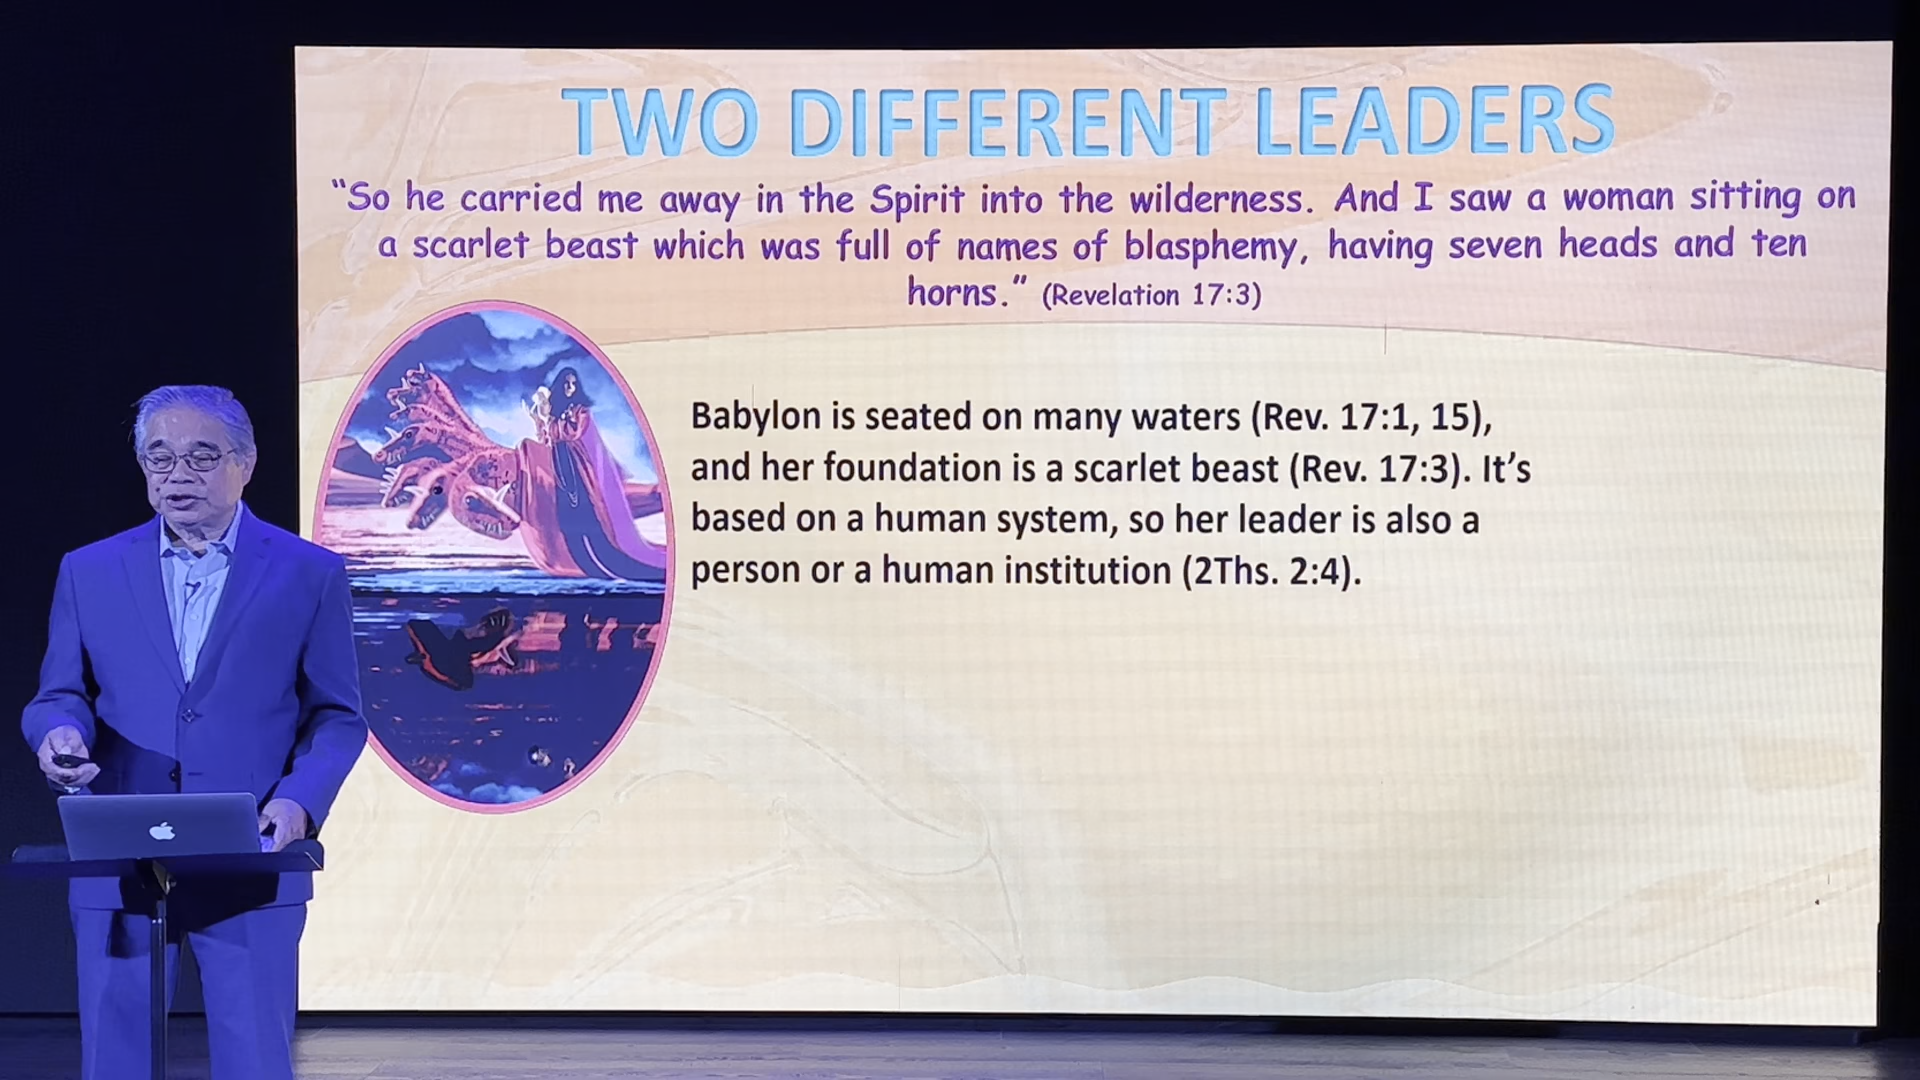 TWO DIFFERENT LEADERS
“So he carried me away in the Spirit into the wilderness. And I saw a woman sitting on
a scarlet beast which was full of names of blasphemy, having seven heads and ten
horns.” (Revelation 17:3)
Babylon is seated on many waters (Rev. 17:1, 15),
and her foundation is a scarlet beast (Rev. 17:3). It’s
based on a human system, so her leader is also a
person or a human institution (2Ths. 2:4).